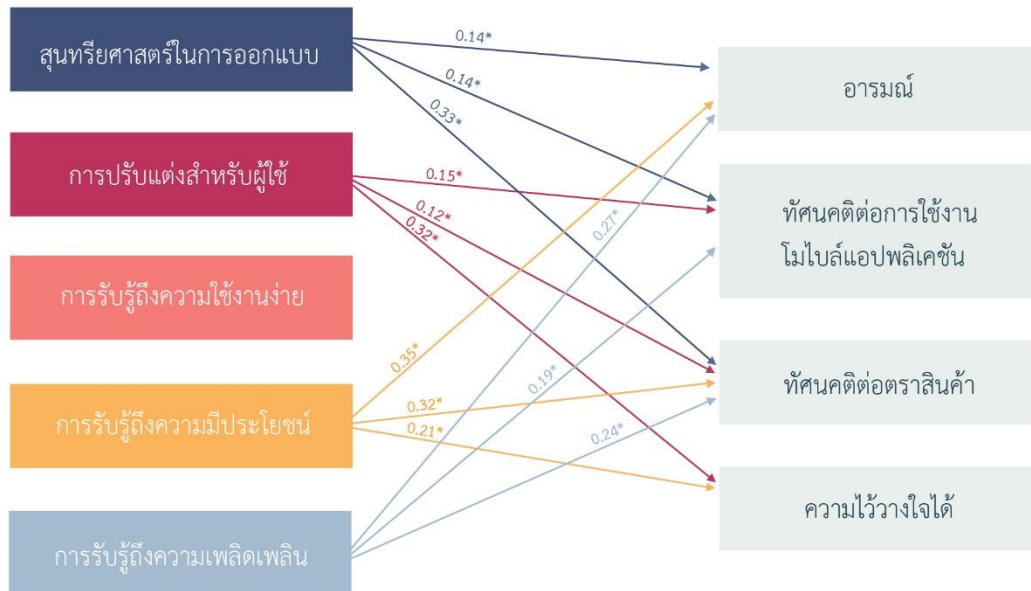 สุนทรียศาสตร์ในการออกแบบ
การปรับแต่งสำหรับผู้ใช้
การรับรู้ถึงความใช้งานง่าย
การรับรู้ถึงความมีประโยชน์
การรับรู้ถึงความเพลิดเพลิน
0.14*
0.14*
0.33*
0.15*
0.12*
0.32*
0.27*
0.35*
0.19*
0.32*
0.21*
0.24*
อารมณ์
ทัศนคติต่อการใช้งาน
โมไบล์แอปพลิเคชัน
ทัศนคติต่อตราสินค้า
ความไว้วางใจได้